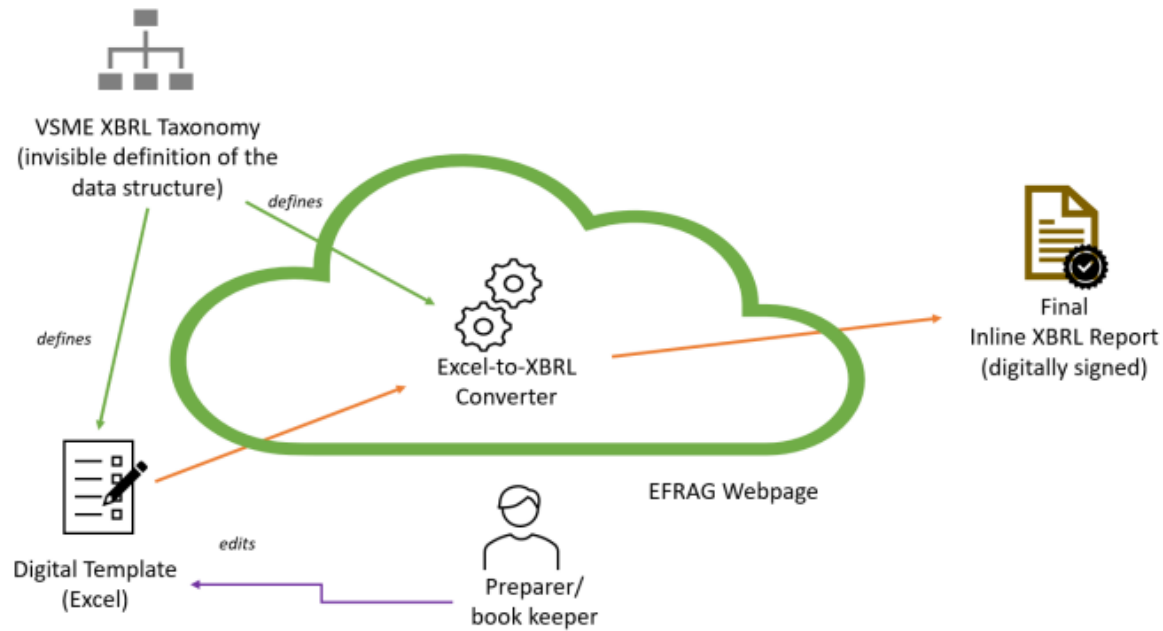 VSME XBRL Taxonomy
(invisible definition of the
data structure)
defines
defines
Excel-to-XBRL
Converter
Final
Inline XBRL Report
(digitally signed)
EFRAG Webpage
edits
Digital Template
(Excel)
Preparer/
book keeper